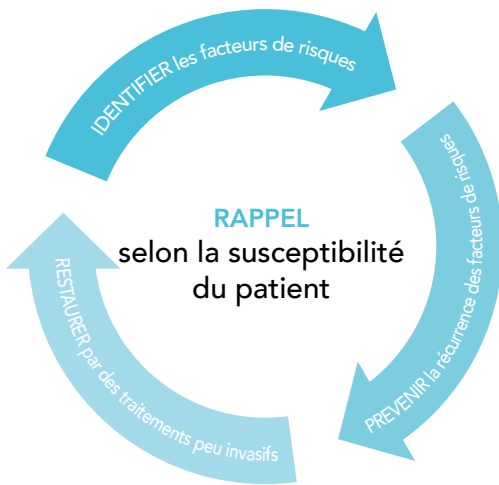 IDENTIFIER les facteurs de risques
PREVENIR la récurrence des facteurs de risques
RESTAURER par des traitements peu invasifs
RAPPEL
selon la susceptibilité
du patient